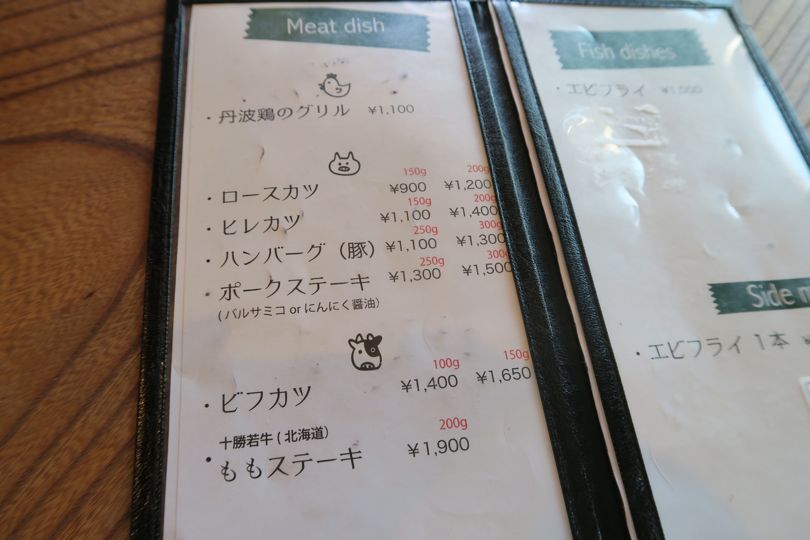 Meat dish
・丹波鶏のグリル ¥1,100
150g 200g
・ロースカツ ¥900 ¥1,200
150g 200g
・ヒレカツ ¥1,100 ¥1,400
250g 300g
・ハンバーグ（豚） ¥1,100 ¥1,300
250g 300g
・ポークステーキ ¥1,300 ¥1,500
(バルサミコ or にんにく醤油)
100g 150g
・ビフカツ ¥1,400 ¥1,650
十勝若牛 (北海道) 200g
・ももステーキ ¥1,900
Fish dishes
・エビフライ ¥1,000
Side
・エビフライ 1本